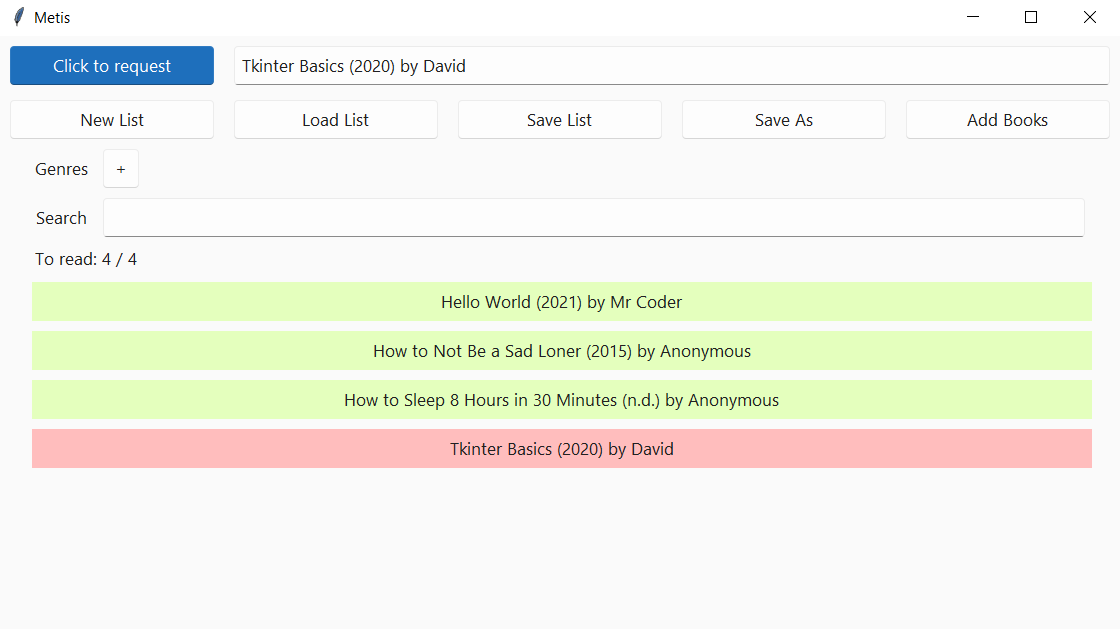 Metis
Click to request
Tkinter Basics (2020) by David
New List
Load List
Save List
Save As
Add Books
Genres
+
Search
To read: 4 / 4
Hello World (2021) by Mr Coder
How to Not Be a Sad Loner (2015) by Anonymous
How to Sleep 8 Hours in 30 Minutes (n.d.) by Anonymous
Tkinter Basics (2020) by David